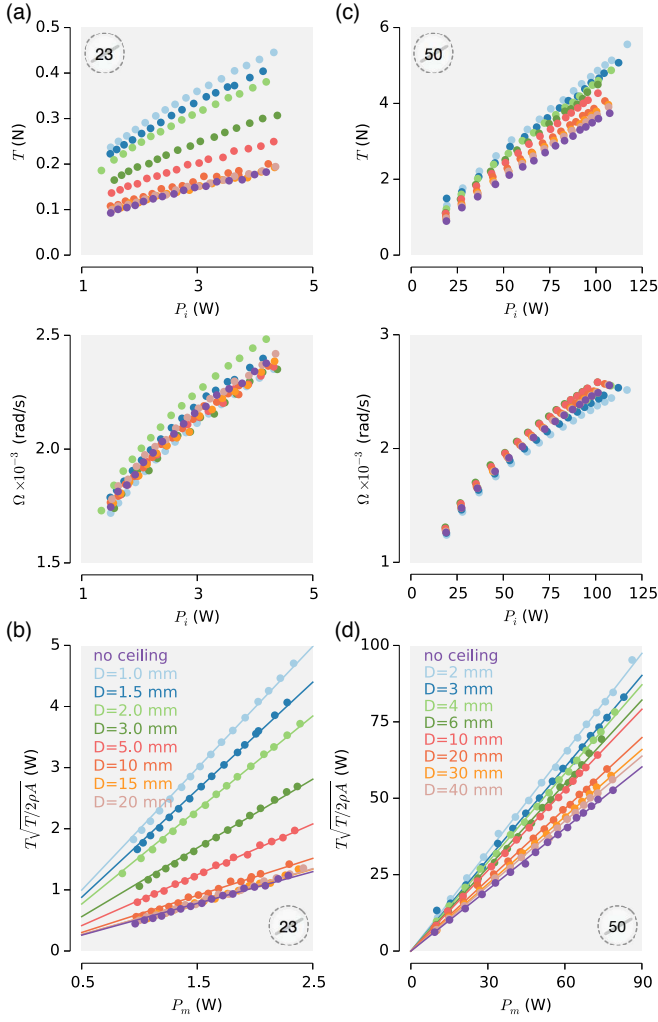 (a)
23
0.5
0.4
0.3
0.2
0.1
0.0
T (N)
1 3 5
P_i (W)
2.5
2.0
1.5
Ω ×10⁻³ (rad/s)
1 3 5
P_i (W)
(b)
no ceiling
D=1.0 mm
D=1.5 mm
D=2.0 mm
D=3.0 mm
D=5.0 mm
D=10 mm
D=15 mm
D=20 mm
23
5
4
3
2
1
0
T√T/2ρA (W)
0.5 1.5 2.5
P_m (W)
(c)
50
6
4
2
0
T (N)
0 25 50 75 100 125
P_i (W)
3
2
1
Ω ×10⁻³ (rad/s)
0 25 50 75 100 125
P_i (W)
(d)
no ceiling
D=2 mm
D=3 mm
D=4 mm
D=6 mm
D=10 mm
D=20 mm
D=30 mm
D=40 mm
50
100
75
50
25
0
T√T/2ρA (W)
0 30 60 90
P_m (W)